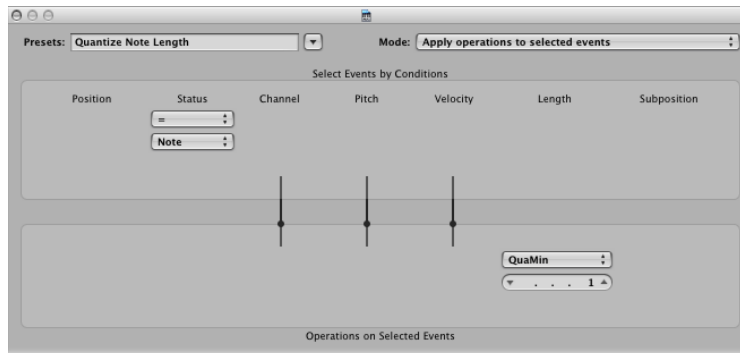 Presets: Quantize Note Length Mode: Apply operations to selected events
Select Events by Conditions
Position Status Channel Pitch Velocity Length Subposition
=
Note
QuaMin
. . . 1
Operations on Selected Events